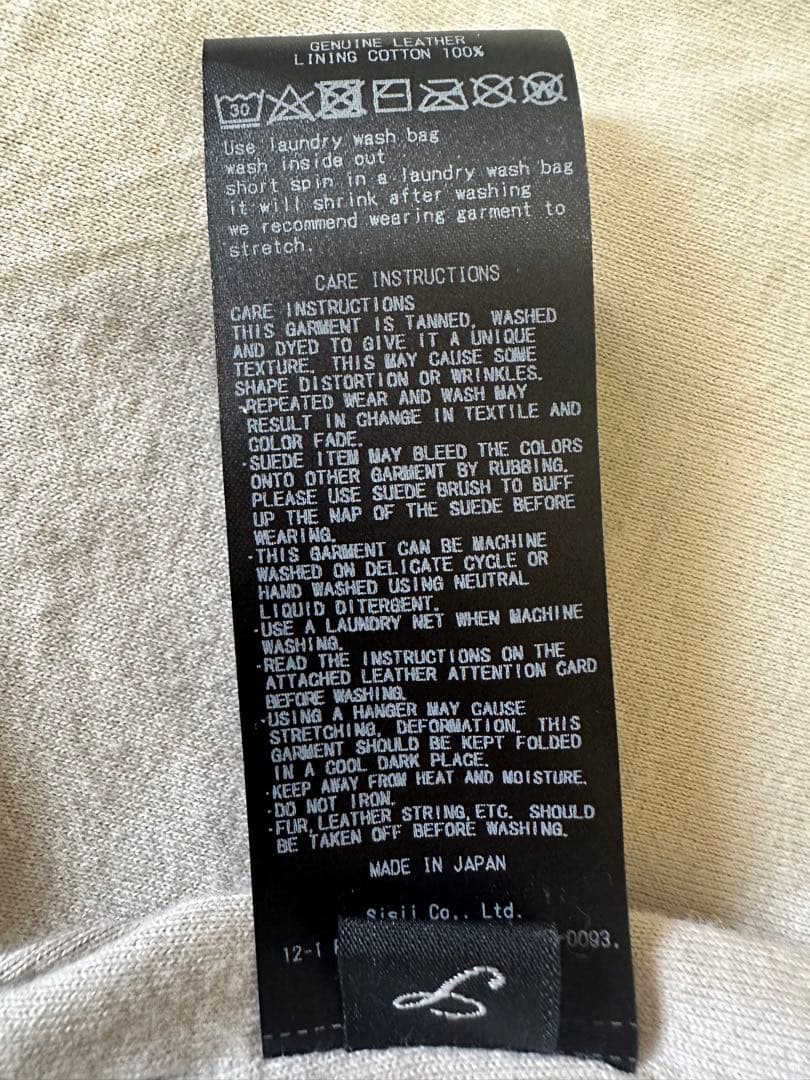 GENUINE LEATHER
LINING COTTON 100%
30
W
Use laundry wash bag
wash inside out
short spin in a laundry wash bag
it will shrink after washing
we recommend wearing garment to
stretch.
CARE INSTRUCTIONS
CARE INSTRUCTIONS
THIS GARMENT IS TANNED, WASHED
AND DYED TO GIVE IT A UNIQUE
TEXTURE. THIS MAY CAUSE SOME
SHAPE DISTORTION OR WRINKLES.
·REPEATED WEAR AND WASH MAY
RESULT IN CHANGE IN TEXTILE AND
COLOR FADE.
·SUEDE ITEM MAY BLEED THE COLORS
ONTO OTHER GARMENT BY RUBBING.
PLEASE USE SUEDE BRUSH TO BUFF
UP THE NAP OF THE SUEDE BEFORE
WEARING.
·THIS GARMENT CAN BE MACHINE
WASHED ON DELICATE CYCLE OR
HAND WASHED USING NEUTRAL
LIQUID DITERGENT.
·USE A LAUNDRY NET WHEN MACHINE
WASHING.
·READ THE INSTRUCTIONS ON THE
ATTACHED LEATHER ATTENTION CARD
BEFORE WASHING.
·USING A HANGER MAY CAUSE
STRETCHING, DEFORMATION, THIS
GARMENT SHOULD BE KEPT FOLDED
IN A COOL DARK PLACE.
·KEEP AWAY FROM HEAT AND MOISTURE.
·DO NOT IRON.
·FUR, LEATHER STRING, ETC. SHOULD
BE TAKEN OFF BEFORE WASHING.
MADE IN JAPAN
Sisii Co., Ltd.
12-1
0093.
S